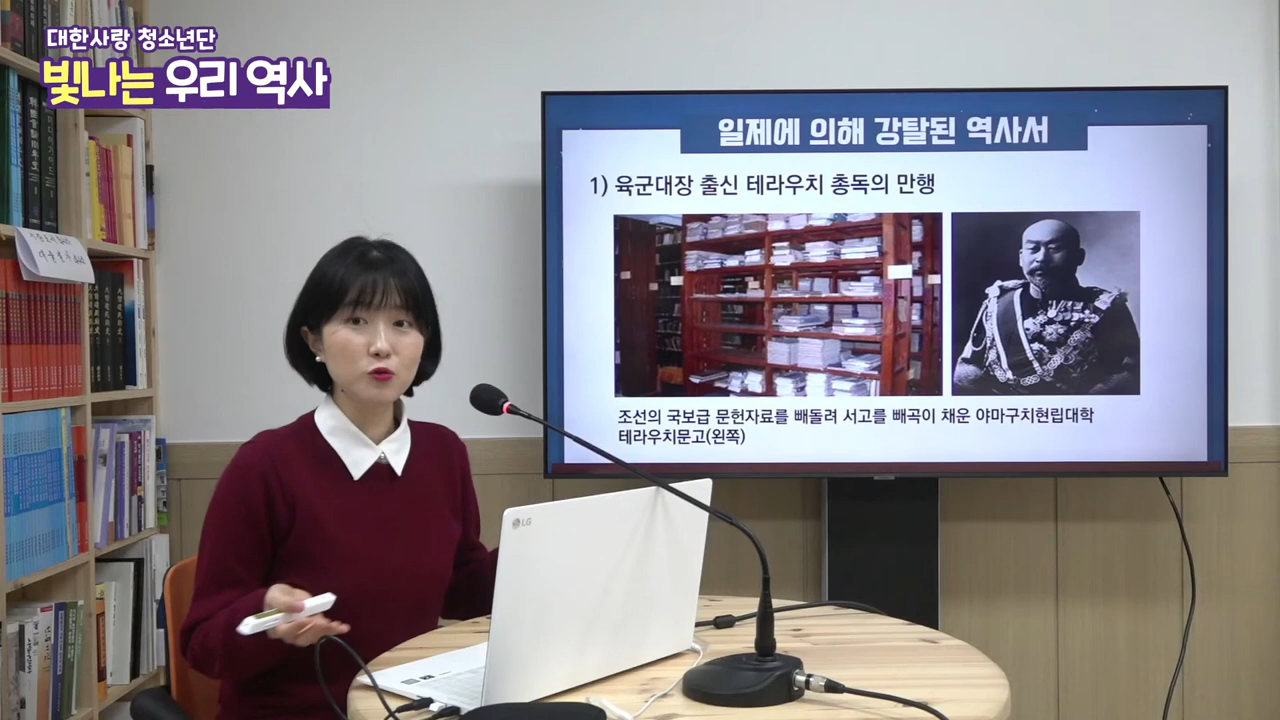 대한사랑 청소년단
빛나는 우리 역사
일제에 의해 강탈된 역사서
1) 육군대장 출신 테라우치 총독의 만행
조선의 국보급 문헌자료를 빼돌려 서고를 빼곡이 채운 야마구치현립대학
테라우치문고(왼쪽)
LG